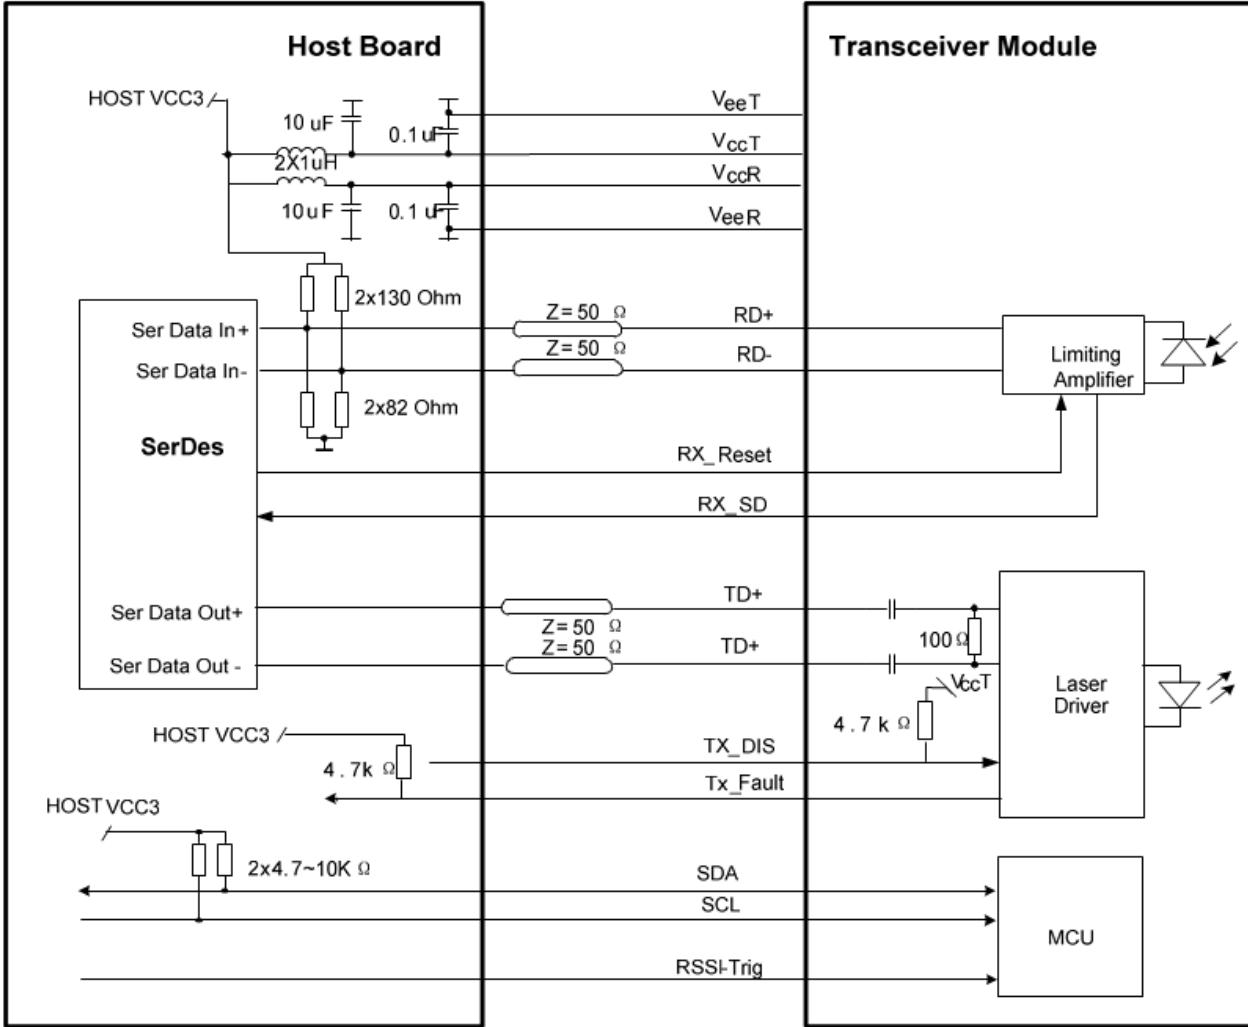 Host Board
Transceiver Module
HOST VCC3
VeeT
10 uF
0.1 uF
VccT
2X1uH
VccR
10uF
0.1 uF
VeeR
2x130 Ohm
Z=50 Ω
RD+
Ser Data In+
Z=50 Ω
RD-
Ser Data In-
Limiting
Amplifier
2x82 Ohm
SerDes
RX_Reset
RX_SD
TD+
Ser Data Out+
Z=50 Ω
Z=50 Ω
TD+
100Ω
Ser Data Out -
VccT
Laser
Driver
4.7 k Ω
HOST VCC3
TX_DIS
4.7k Ω
Tx_Fault
HOST VCC3
2x4.7~10K Ω
SDA
SCL
MCU
RSSI-Trig